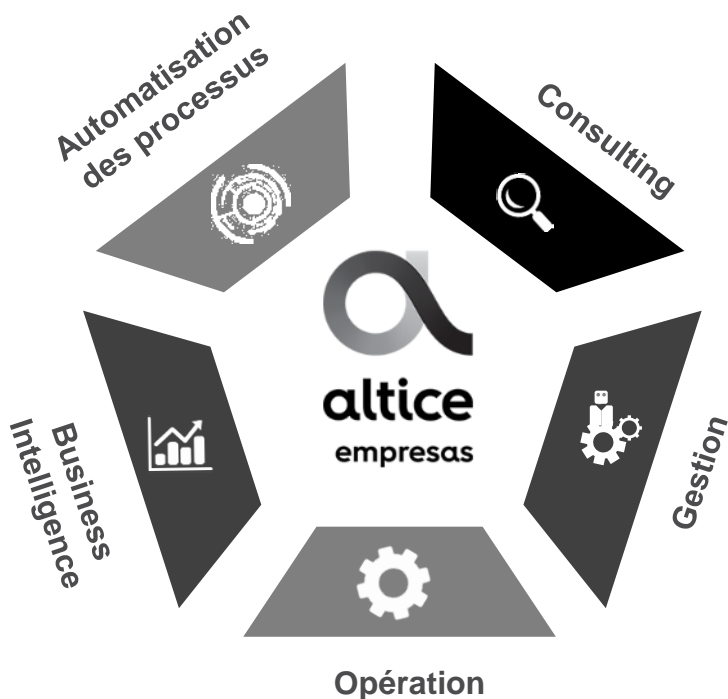 Automatisation
des processus
Consulting
altice
empresas
Business
Intelligence
Gestion
Opération